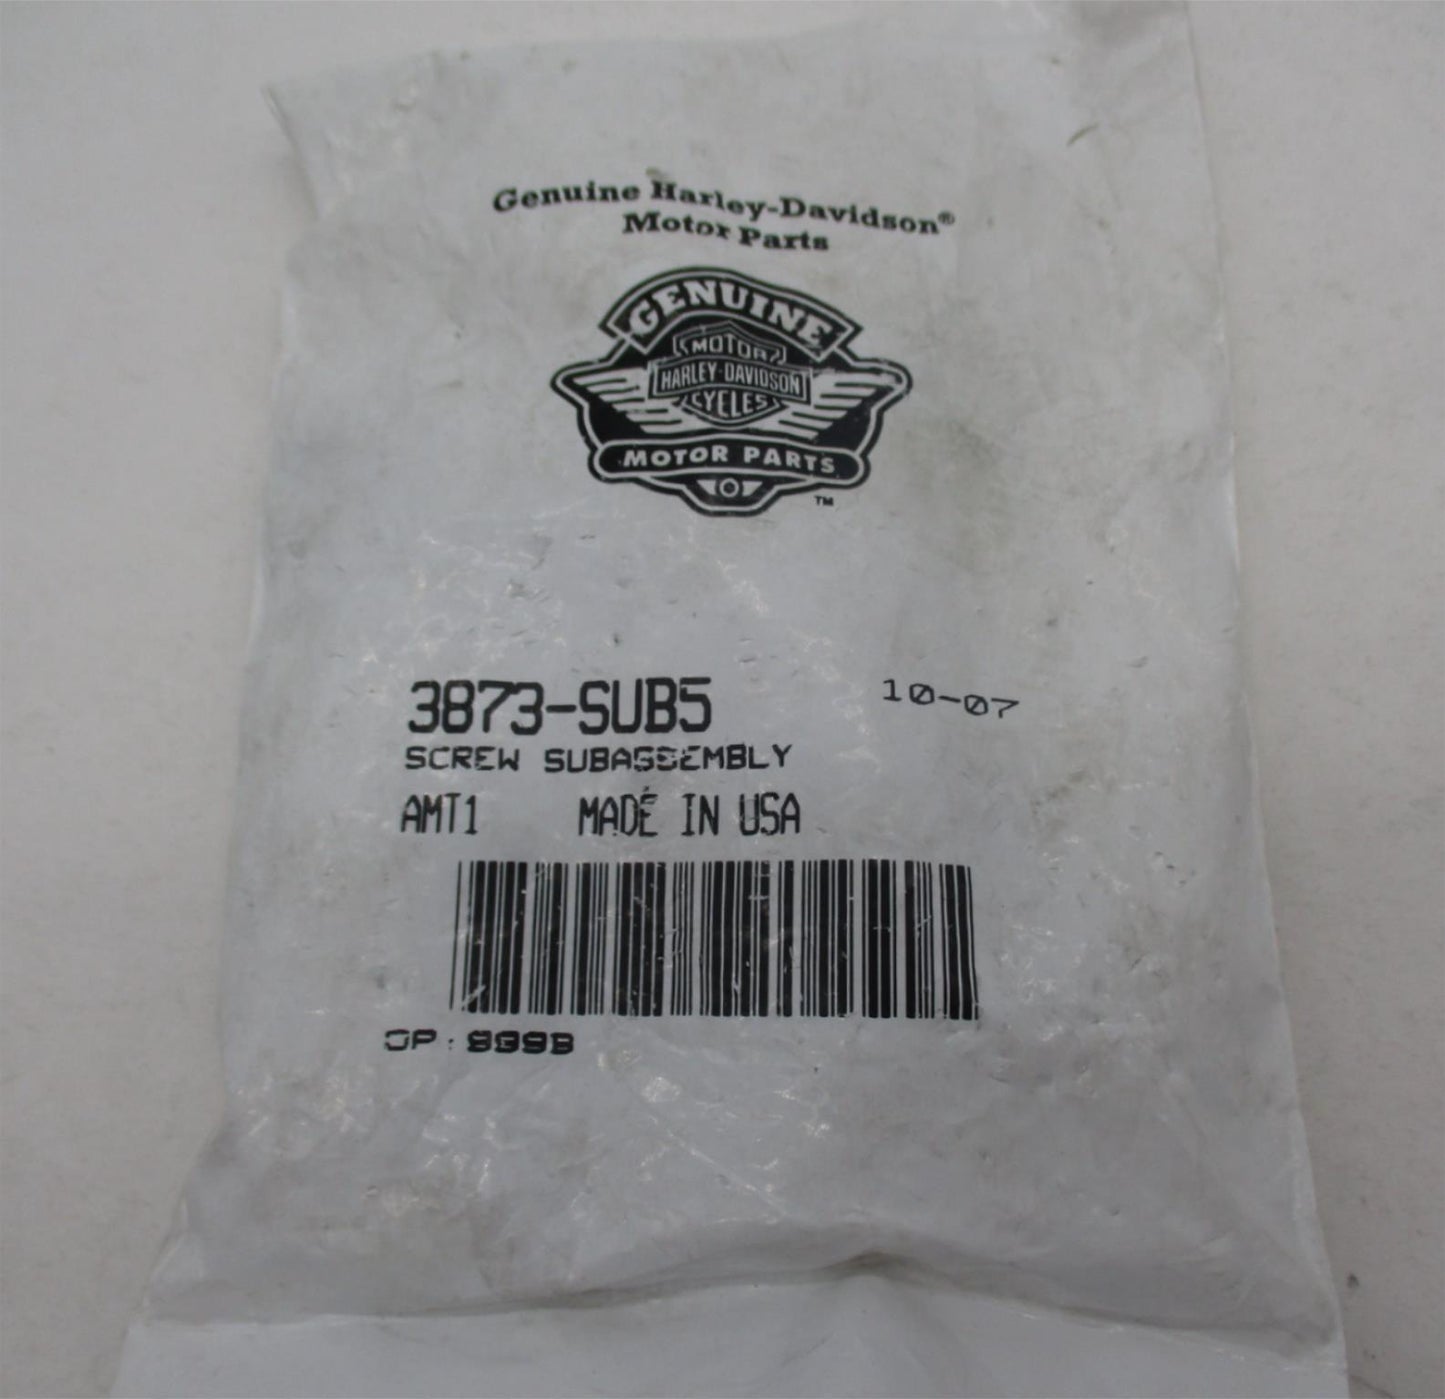 Genuine Harley-Davidson®
Motor Parts
GENUINE
MOTOR
HARLEY-DAVIDSON
CYCLES
MOTOR PARTS
TM
3873-SUB5 10-07
SCREW SUBASSEMBLY
AMT1 MADE IN USA